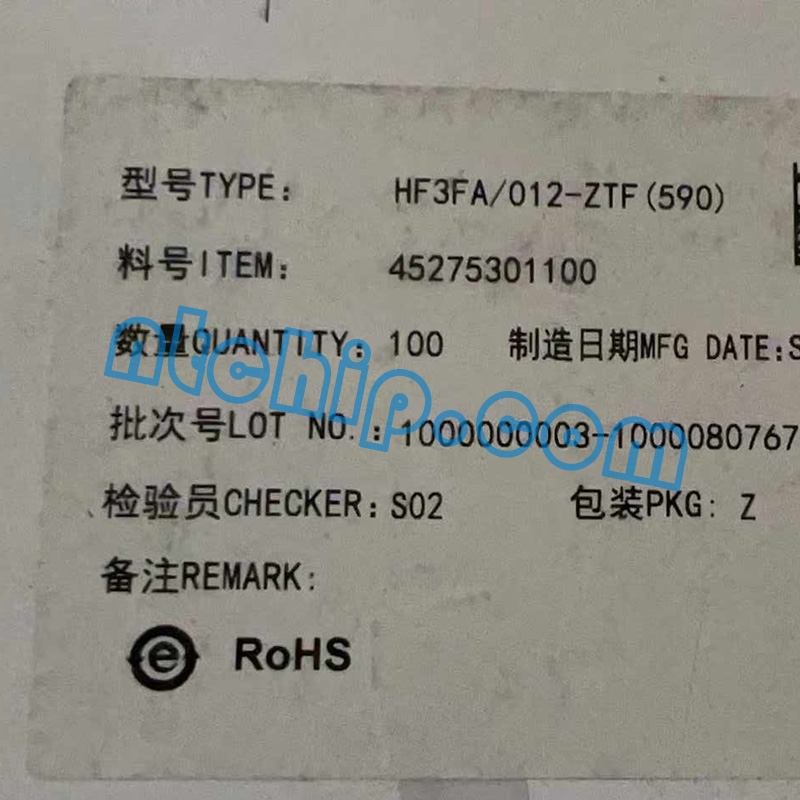 型号TYPE: HF3FA/012-ZTF(590)
料号ITEM: 45275301100
数量QUANTITY: 100 制造日期MFG DATE:S
ntchip.com
批次号LOT NO.: 1000000003-1000080767
检验员CHECKER: S02 包装PKG: Z
备注REMARK:
e RoHS